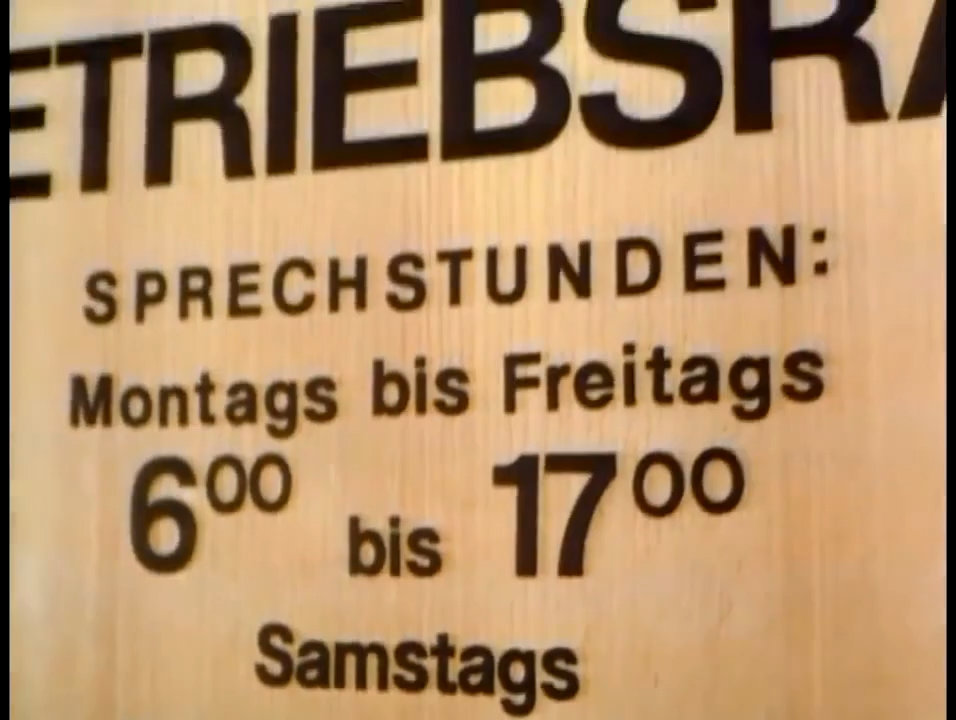 ETRIEBSRA
SPRECHSTUNDEN:
Montags bis Freitags
6⁰⁰ bis 17⁰⁰
Samstags